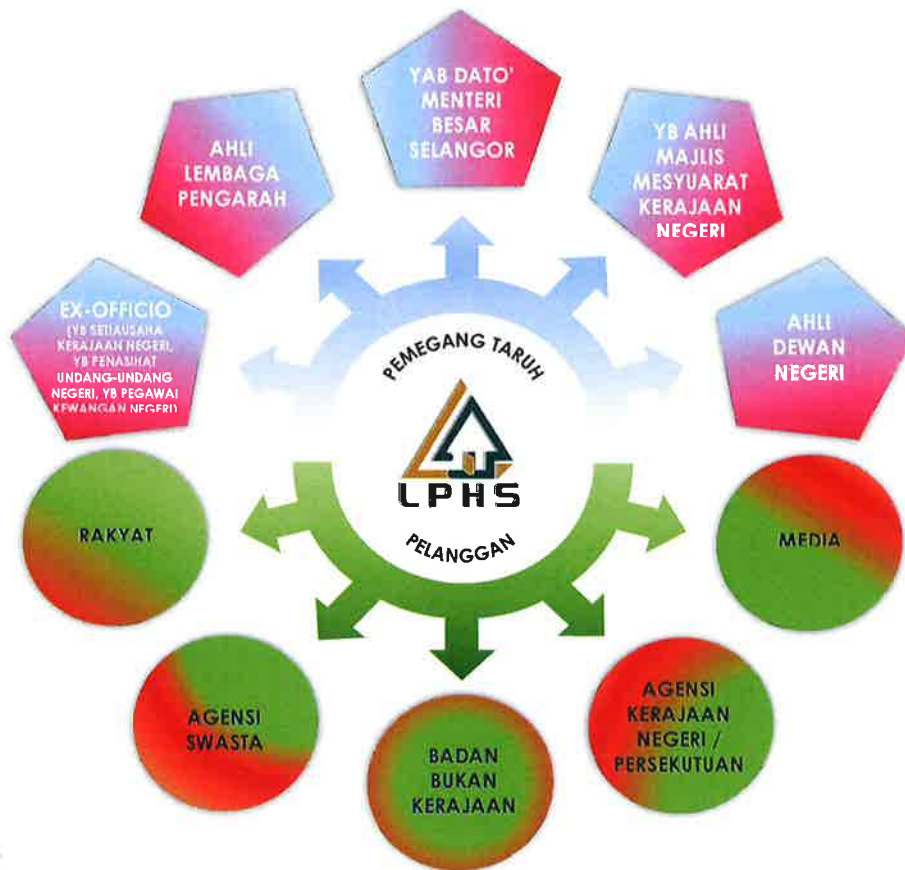 YAB DATO'
MENTERI
BESAR
SELANGOR
AHLI
LEMBAGA
PENGARAH
YB AHLI
MAJLIS
MESYUARAT
KERAJAAN
NEGERI
EX-OFFICIO
(YB SETIAUSAHA
KERAJAAN NEGERI,
YB PENASIHAT
UNDANG-UNDANG
NEGERI, YB PEGAWAI
KEWANGAN NEGERI)
AHLI
DEWAN
NEGERI
PEMEGANG TARUH
LPHS
PELANGGAN
RAKYAT
MEDIA
AGENSI
SWASTA
BADAN
BUKAN
KERAJAAN
AGENSI
KERAJAAN
NEGERI /
PERSEKUTUAN